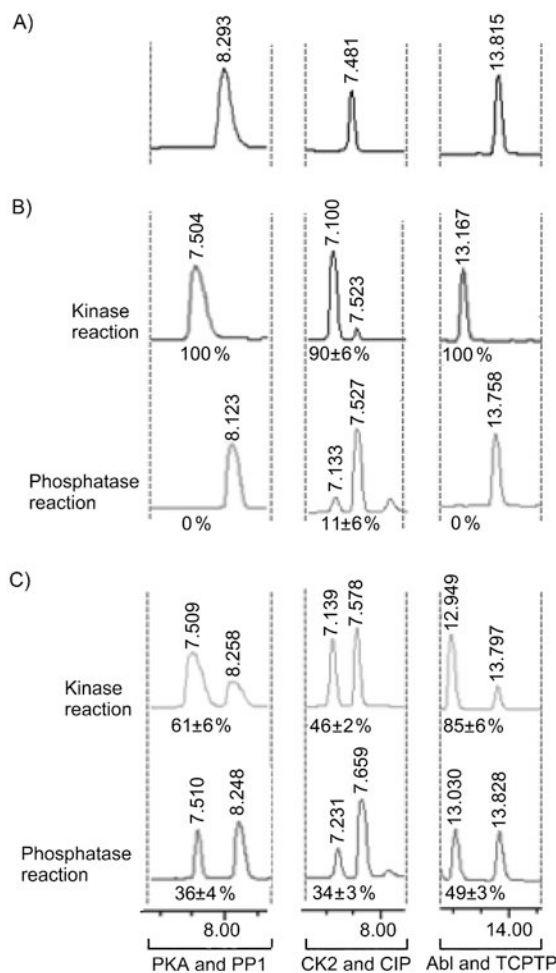 A)
8.293
7.481
13.815
B)
7.504
7.100
7.523
13.167
Kinase
reaction
100 %
90±6%
100 %
8.123
7.133
7.527
13.758
Phosphatase
reaction
0 %
11±6%
0 %
C)
7.509
8.258
7.139
7.578
12.949
13.797
Kinase
reaction
61±6%
46±2%
85±6%
7.510
8.248
7.231
7.659
13.030
13.828
Phosphatase
reaction
36±4%
34±3%
49±3%
8.00
8.00
14.00
PKA and PP1
CK2 and CIP
Abl and TCPTP